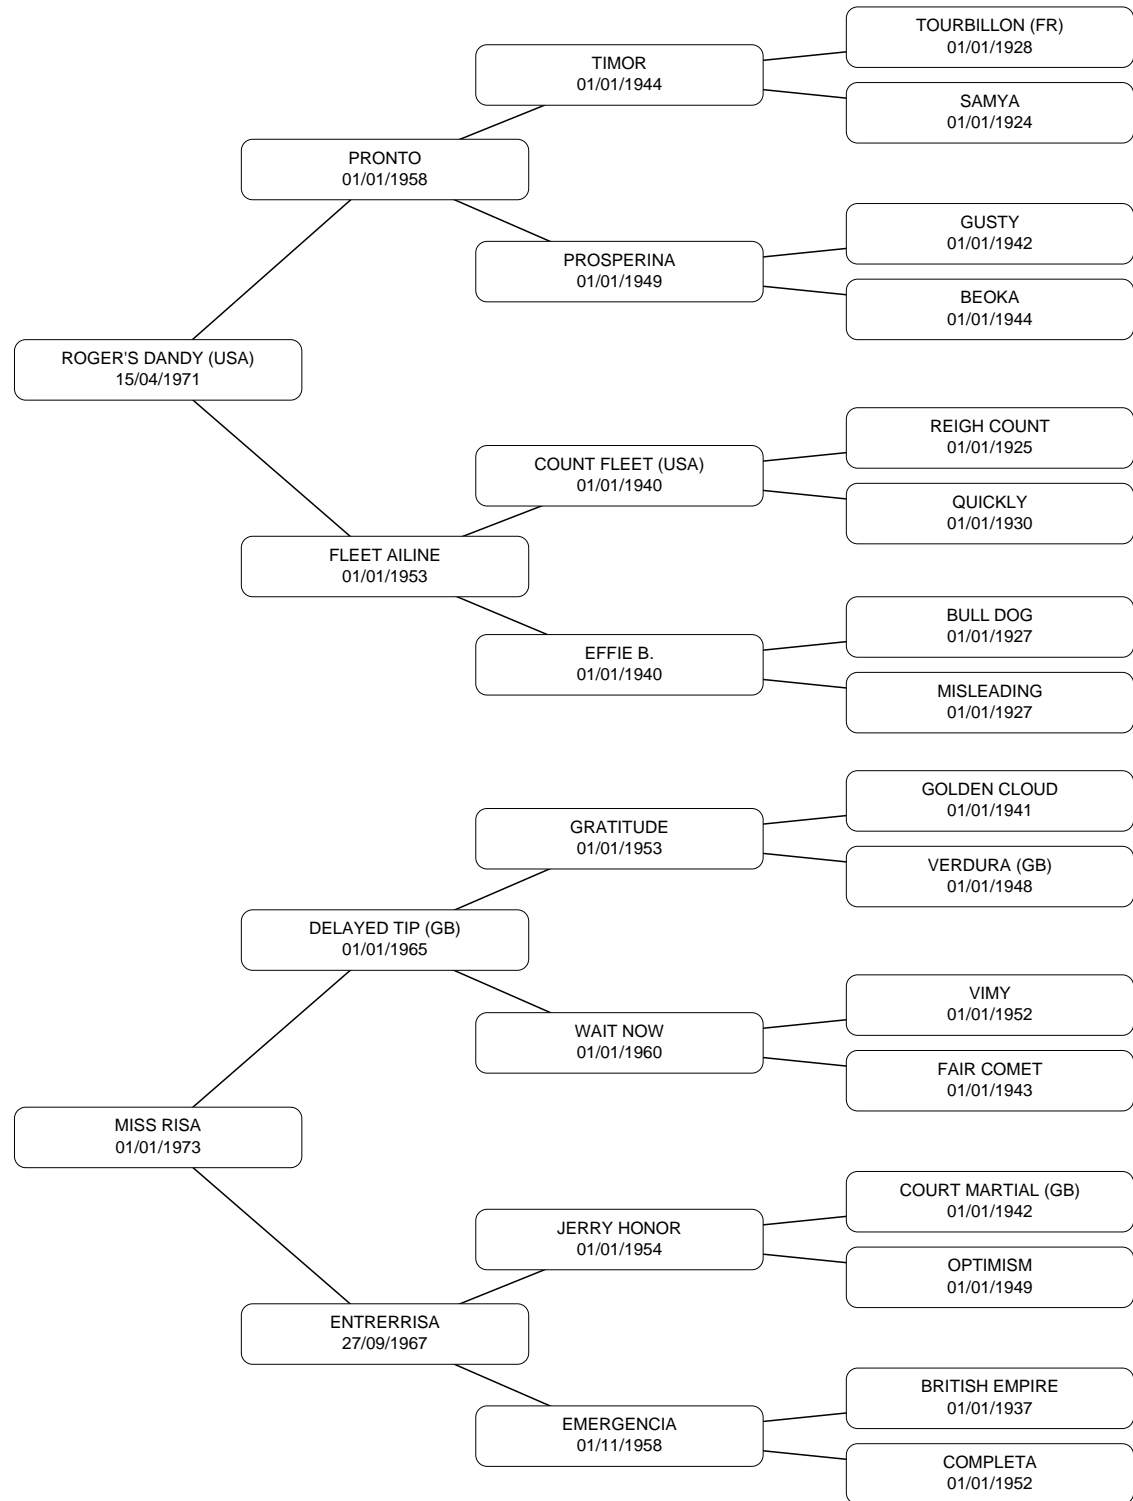 TOURBILLON (FR)
01/01/1928
TIMOR
01/01/1944
SAMYA
01/01/1924
PRONTO
01/01/1958
GUSTY
01/01/1942
PROSPERINA
01/01/1949
BEOKA
01/01/1944
ROGER'S DANDY (USA)
15/04/1971
REIGH COUNT
01/01/1925
COUNT FLEET (USA)
01/01/1940
QUICKLY
01/01/1930
FLEET AILINE
01/01/1953
BULL DOG
01/01/1927
EFFIE B.
01/01/1940
MISLEADING
01/01/1927
GOLDEN CLOUD
01/01/1941
GRATITUDE
01/01/1953
VERDURA (GB)
01/01/1948
DELAYED TIP (GB)
01/01/1965
VIMY
01/01/1952
WAIT NOW
01/01/1960
FAIR COMET
01/01/1943
MISS RISA
01/01/1973
COURT MARTIAL (GB)
01/01/1942
JERRY HONOR
01/01/1954
OPTIMISM
01/01/1949
ENTRERRISA
27/09/1967
BRITISH EMPIRE
01/01/1937
EMERGENCIA
01/11/1958
COMPLETA
01/01/1952